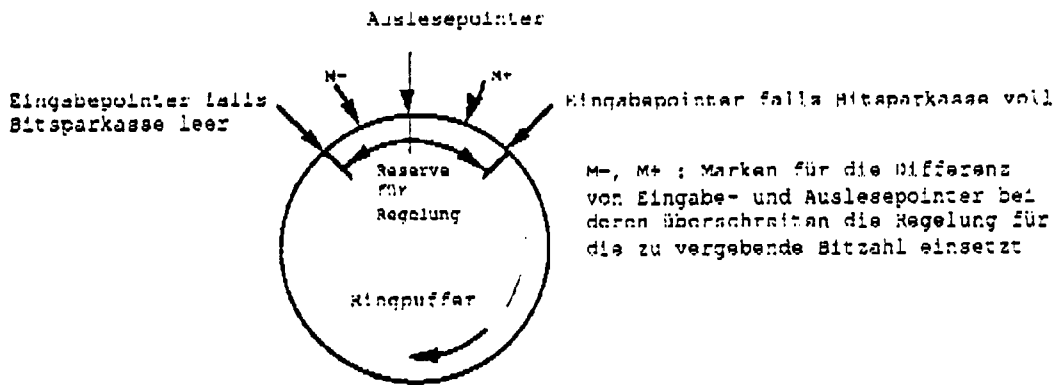 Auslesepointer
M-
M+
Eingabepointer falls
Bitsparkasse leer
Eingabepointer falls Bitsparkasse voll
Reserve
für
Regelung
M-, M+ : Marken für die Differenz
von Eingabe- und Auslesepointer bei
deren überschreiten die Regelung für
die zu vergebende Bitzahl einsetzt
Ringpuffer